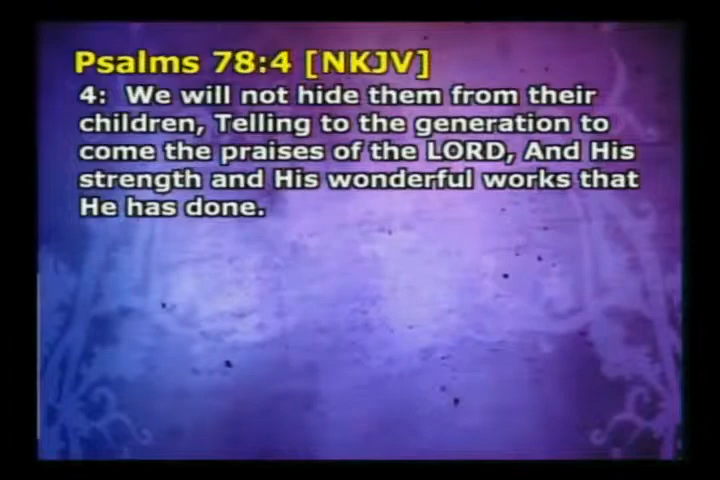 Psalms 78:4 [NKJV]
4: We will not hide them from their
children, Telling to the generation to
come the praises of the LORD, And His
strength and His wonderful works that
He has done.